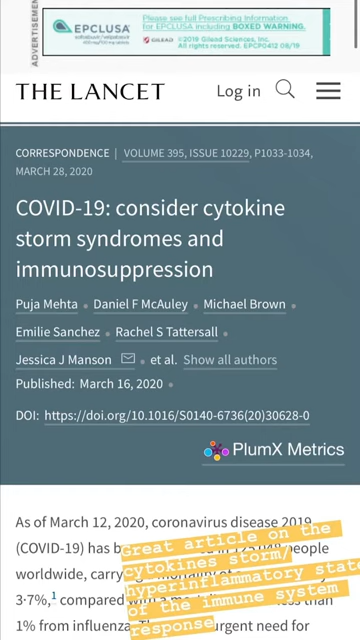 ADVERTISEMENT
EPCLUSA
Please see full Prescribing Information
for EPCLUSA including BOXED WARNING.
GILEAD ©2019 Gilead Sciences, Inc.
All rights reserved. EPCP0412 08/19
THE LANCET Log in
CORRESPONDENCE | VOLUME 395, ISSUE 10229, P1033-1034,
MARCH 28, 2020
COVID-19: consider cytokine
storm syndromes and
immunosuppression
Puja Mehta • Daniel F McAuley • Michael Brown •
Emilie Sanchez • Rachel S Tattersall •
Jessica J Manson • et al. Show all authors
Published: March 16, 2020 •
DOI: https://doi.org/10.1016/S0140-6736(20)30628-0
PlumX Metrics
As of March 12, 2020, coronavirus disease 2019
(COVID-19) has people
worldwide,
3·7%,¹ compared with than
1% from influenza. urgent need for
Great article on the
cytokines storm/
hyperinflammatory state
of the immune system
response